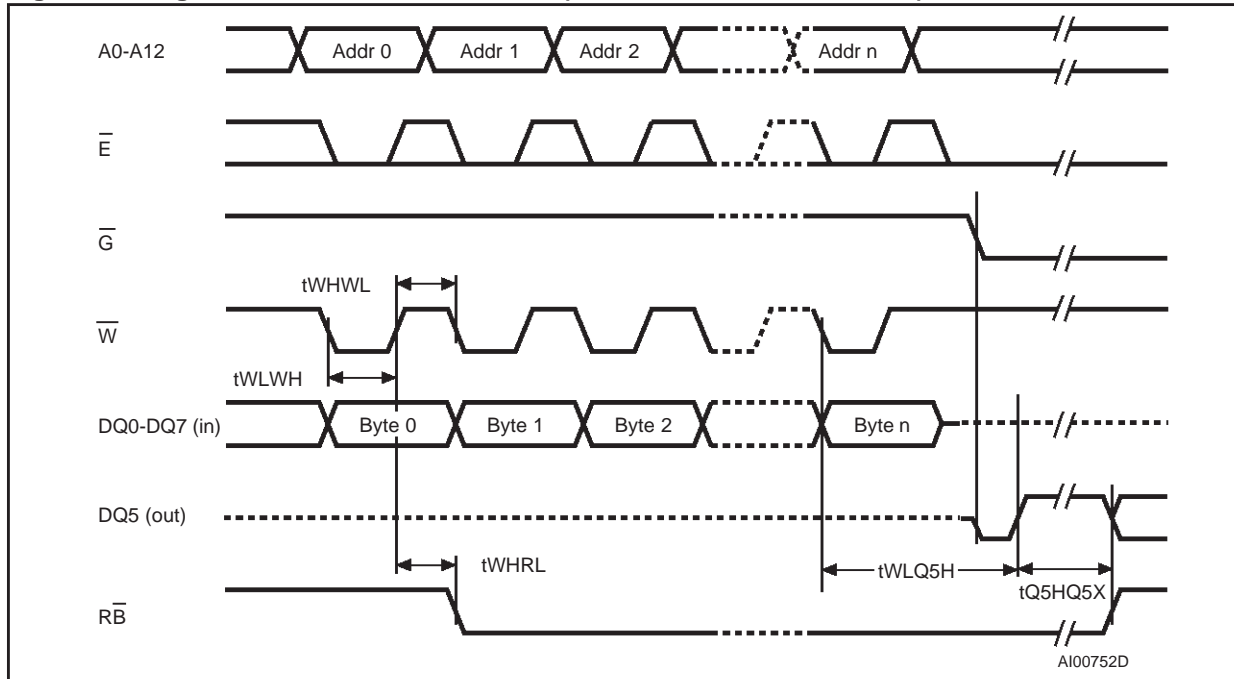 A0-A12
Addr 0 Addr 1 Addr 2 Addr n
E̅
G̅
tWHWL
W̅
tWLWH
DQ0-DQ7 (in)
Byte 0 Byte 1 Byte 2 Byte n
DQ5 (out)
tWHRL
tWLQ5H
tQ5HQ5X
RB̅
AI00752D